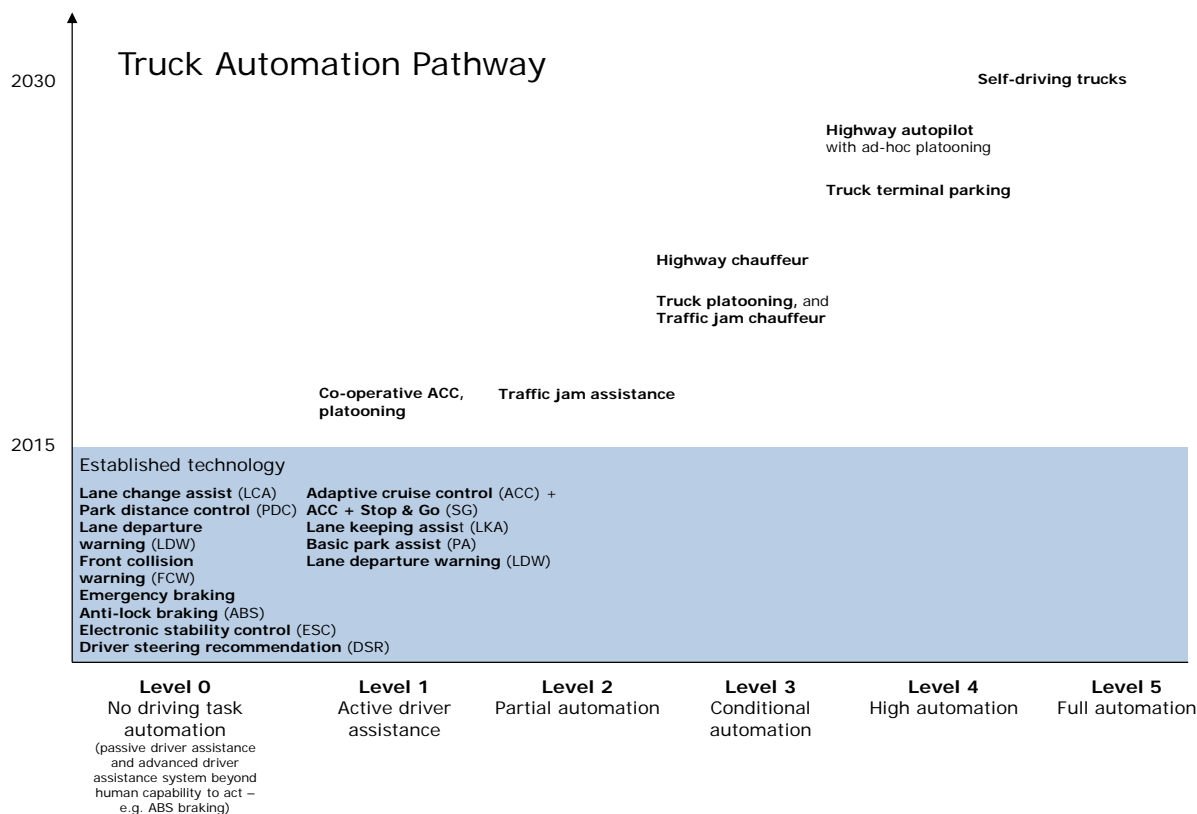 Truck Automation Pathway
2030
Self-driving trucks
Highway autopilot
with ad-hoc platooning
Truck terminal parking
Highway chauffeur
Truck platooning, and
Traffic jam chauffeur
Co-operative ACC,
platooning
Traffic jam assistance
2015
Established technology
Lane change assist (LCA)
Park distance control (PDC)
Lane departure
warning (LDW)
Front collision
warning (FCW)
Emergency braking
Anti-lock braking (ABS)
Electronic stability control (ESC)
Driver steering recommendation (DSR)
Adaptive cruise control (ACC) +
ACC + Stop & Go (SG)
Lane keeping assist (LKA)
Basic park assist (PA)
Lane departure warning (LDW)
Level 0
No driving task
automation
(passive driver assistance
and advanced driver
assistance system beyond
human capability to act –
e.g. ABS braking)
Level 1
Active driver
assistance
Level 2
Partial automation
Level 3
Conditional
automation
Level 4
High automation
Level 5
Full automation